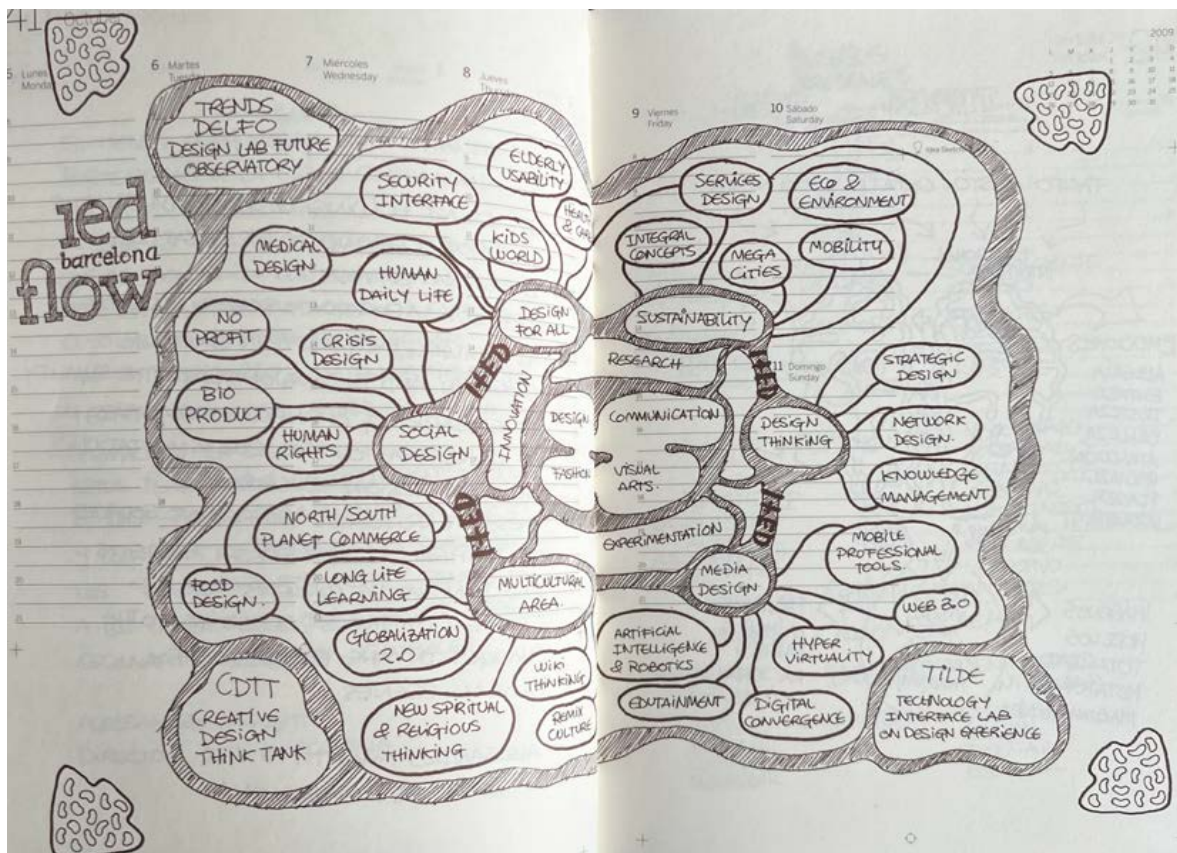 41 October
5 Lunes
Monday
6 Martes
Tuesday
7 Miércoles
Wednesday
8 Jueves
9 Viernes
Friday
10 Sábado
Saturday
11 Domingo
Sunday
2009
ied
barcelona
flow
TRENDS
DELFO
DESIGN LAB FUTURE
OBSERVATORY
SECURITY
INTERFACE
ELDERLY
USABILITY
HEALTH
& CARE
KIDS
WORLD
MEDICAL
DESIGN
HUMAN
DAILY LIFE
DESIGN
FOR ALL
NO
PROFIT
CRISIS
DESIGN
BIO
PRODUCT
HUMAN
RIGHTS
SOCIAL
DESIGN
INNOVATION
NORTH/SOUTH
PLANET COMMERCE
FOOD
DESIGN.
LONG LIFE
LEARNING
GLOBALIZATION
2.0
MULTICULTURAL
AREA.
WIKI
THINKING
REMIX
CULTURE
NEW SPIRITUAL
& RELIGIOUS
THINKING
CDTT
CREATIVE
DESIGN
THINK TANK
SERVICES
DESIGN
ECO &
ENVIRONMENT
INTEGRAL
CONCEPTS
MEGA
CITIES
MOBILITY
SUSTAINABILITY
RESEARCH
DESIGN
COMMUNICATION
FASHION
VISUAL
ARTS.
EXPERIMENTATION
DESIGN
THINKING
STRATEGIC
DESIGN
NETWORK
DESIGN.
KNOWLEDGE
MANAGEMENT
MEDIA
DESIGN
MOBILE
PROFESSIONAL
TOOLS.
WEB 3.0
ARTIFICIAL
INTELLIGENCE
& ROBOTICS
HYPER
VIRTUALITY
EDUTAINMENT
DIGITAL
CONVERGENCE
TILDE
TECHNOLOGY
INTERFACE LAB
ON DESIGN EXPERIENCE